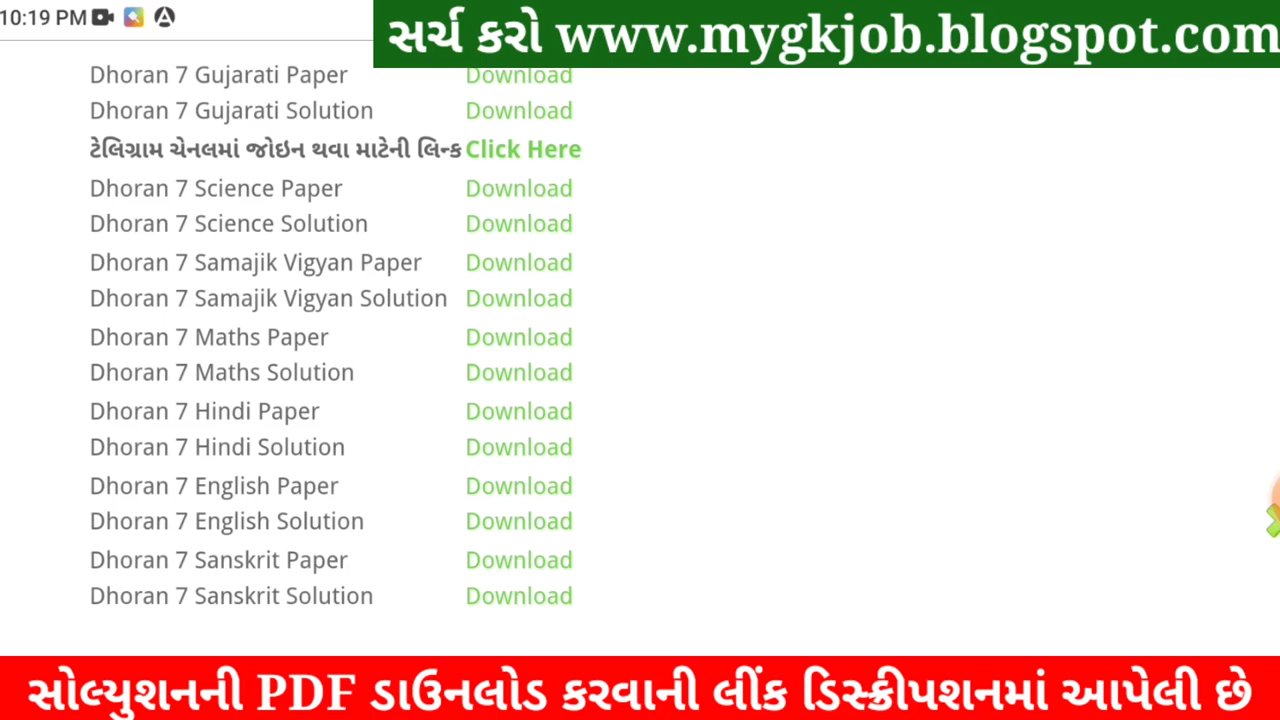 10:19 PM
સર્ચ કરો www.mygkjob.blogspot.com
Dhoran 7 Gujarati Paper Download
Dhoran 7 Gujarati Solution Download
ટેલિગ્રામ ચેનલમાં જોઇન થવા માટેની લિન્ક Click Here
Dhoran 7 Science Paper Download
Dhoran 7 Science Solution Download
Dhoran 7 Samajik Vigyan Paper Download
Dhoran 7 Samajik Vigyan Solution Download
Dhoran 7 Maths Paper Download
Dhoran 7 Maths Solution Download
Dhoran 7 Hindi Paper Download
Dhoran 7 Hindi Solution Download
Dhoran 7 English Paper Download
Dhoran 7 English Solution Download
Dhoran 7 Sanskrit Paper Download
Dhoran 7 Sanskrit Solution Download
સોલ્યુશનની PDF ડાઉનલોડ કરવાની લીંક ડિસ્ક્રીપશનમાં આપેલી છે